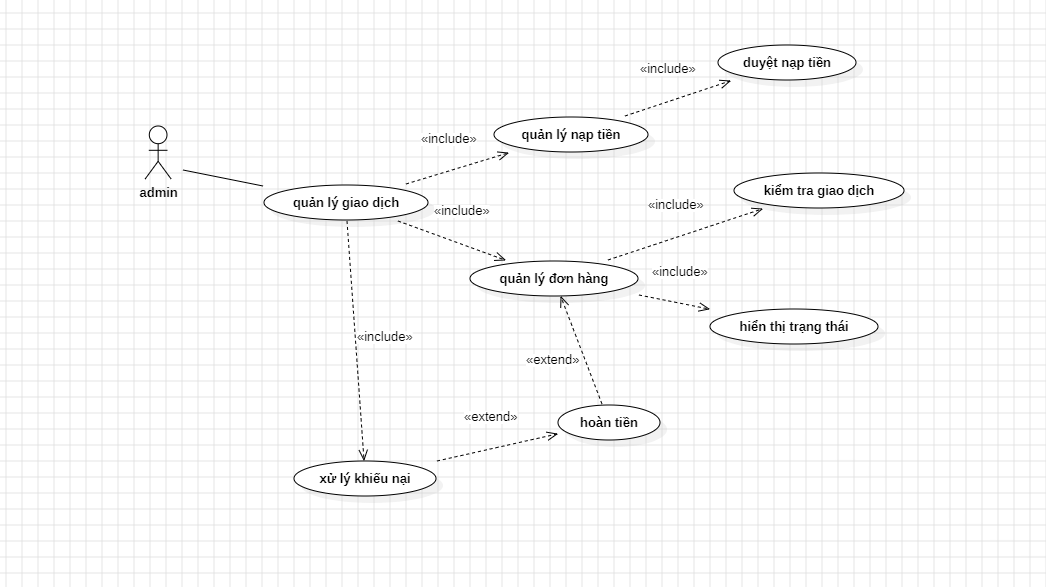 duyệt nạp tiền
«include»
quản lý nạp tiền
«include»
admin
quản lý giao dịch
kiểm tra giao dịch
«include»
«include»
«include»
quản lý đơn hàng
hiển thị trạng thái
«include»
«extend»
«extend»
hoàn tiền
xử lý khiếu nại